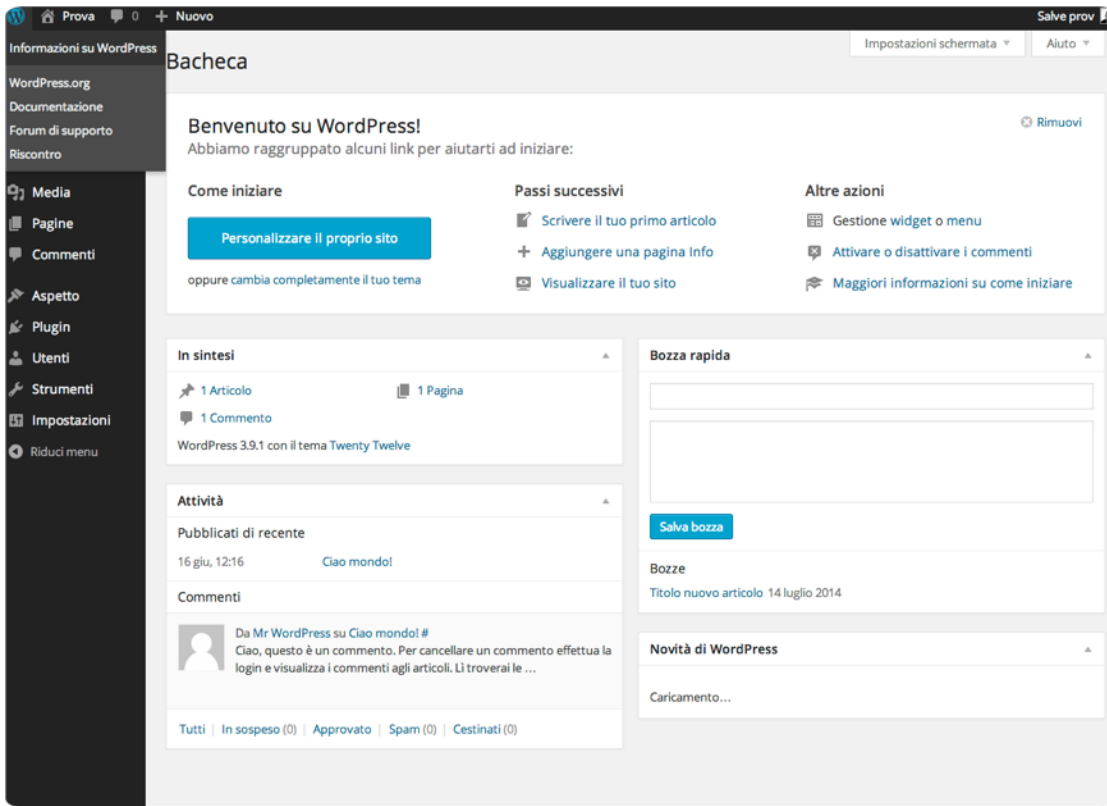 Prova 0 + Nuovo Salve prov
Informazioni su WordPress
WordPress.org
Documentazione
Forum di supporto
Riscontro
Media
Pagine
Commenti
Aspetto
Plugin
Utenti
Strumenti
Impostazioni
Riduci menu
Impostazioni schermata Aiuto
Bacheca
Benvenuto su WordPress!
Rimuovi
Abbiamo raggruppato alcuni link per aiutarti ad iniziare:
Come iniziare
Personalizzare il proprio sito
oppure cambia completamente il tuo tema
Passi successivi
Scrivere il tuo primo articolo
Aggiungere una pagina Info
Visualizzare il tuo sito
Altre azioni
Gestione widget o menu
Attivare o disattivare i commenti
Maggiori informazioni su come iniziare
In sintesi
1 Articolo 1 Pagina
1 Commento
WordPress 3.9.1 con il tema Twenty Twelve
Attività
Pubblicati di recente
16 giu, 12:16 Ciao mondo!
Commenti
Da Mr WordPress su Ciao mondo! #
Ciao, questo è un commento. Per cancellare un commento effettua la
login e visualizza i commenti agli articoli. Lì troverai le …
Tutti | In sospeso (0) | Approvato | Spam (0) | Cestinati (0)
Bozza rapida
Salva bozza
Bozze
Titolo nuovo articolo 14 luglio 2014
Novità di WordPress
Caricamento…